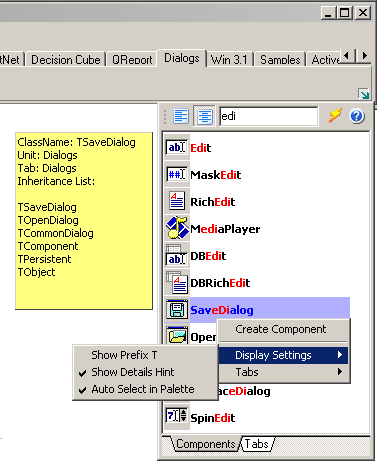 tNet Decision Cube QReport Dialogs Win 3.1 Samples Active
edi
ClassName: TSaveDialog
Unit: Dialogs
Tab: Dialogs
Inheritance List:
TSaveDialog
TOpenDialog
TCommonDialog
TComponent
TPersistent
TObject
Edit
MaskEdit
RichEdit
MediaPlayer
DBEdit
DBRichEdit
SaveDialog
Open
aceDialog
SpinEdit
Create Component
Display Settings
Tabs
Show Prefix T
Show Details Hint
Auto Select in Palette
Components Tabs